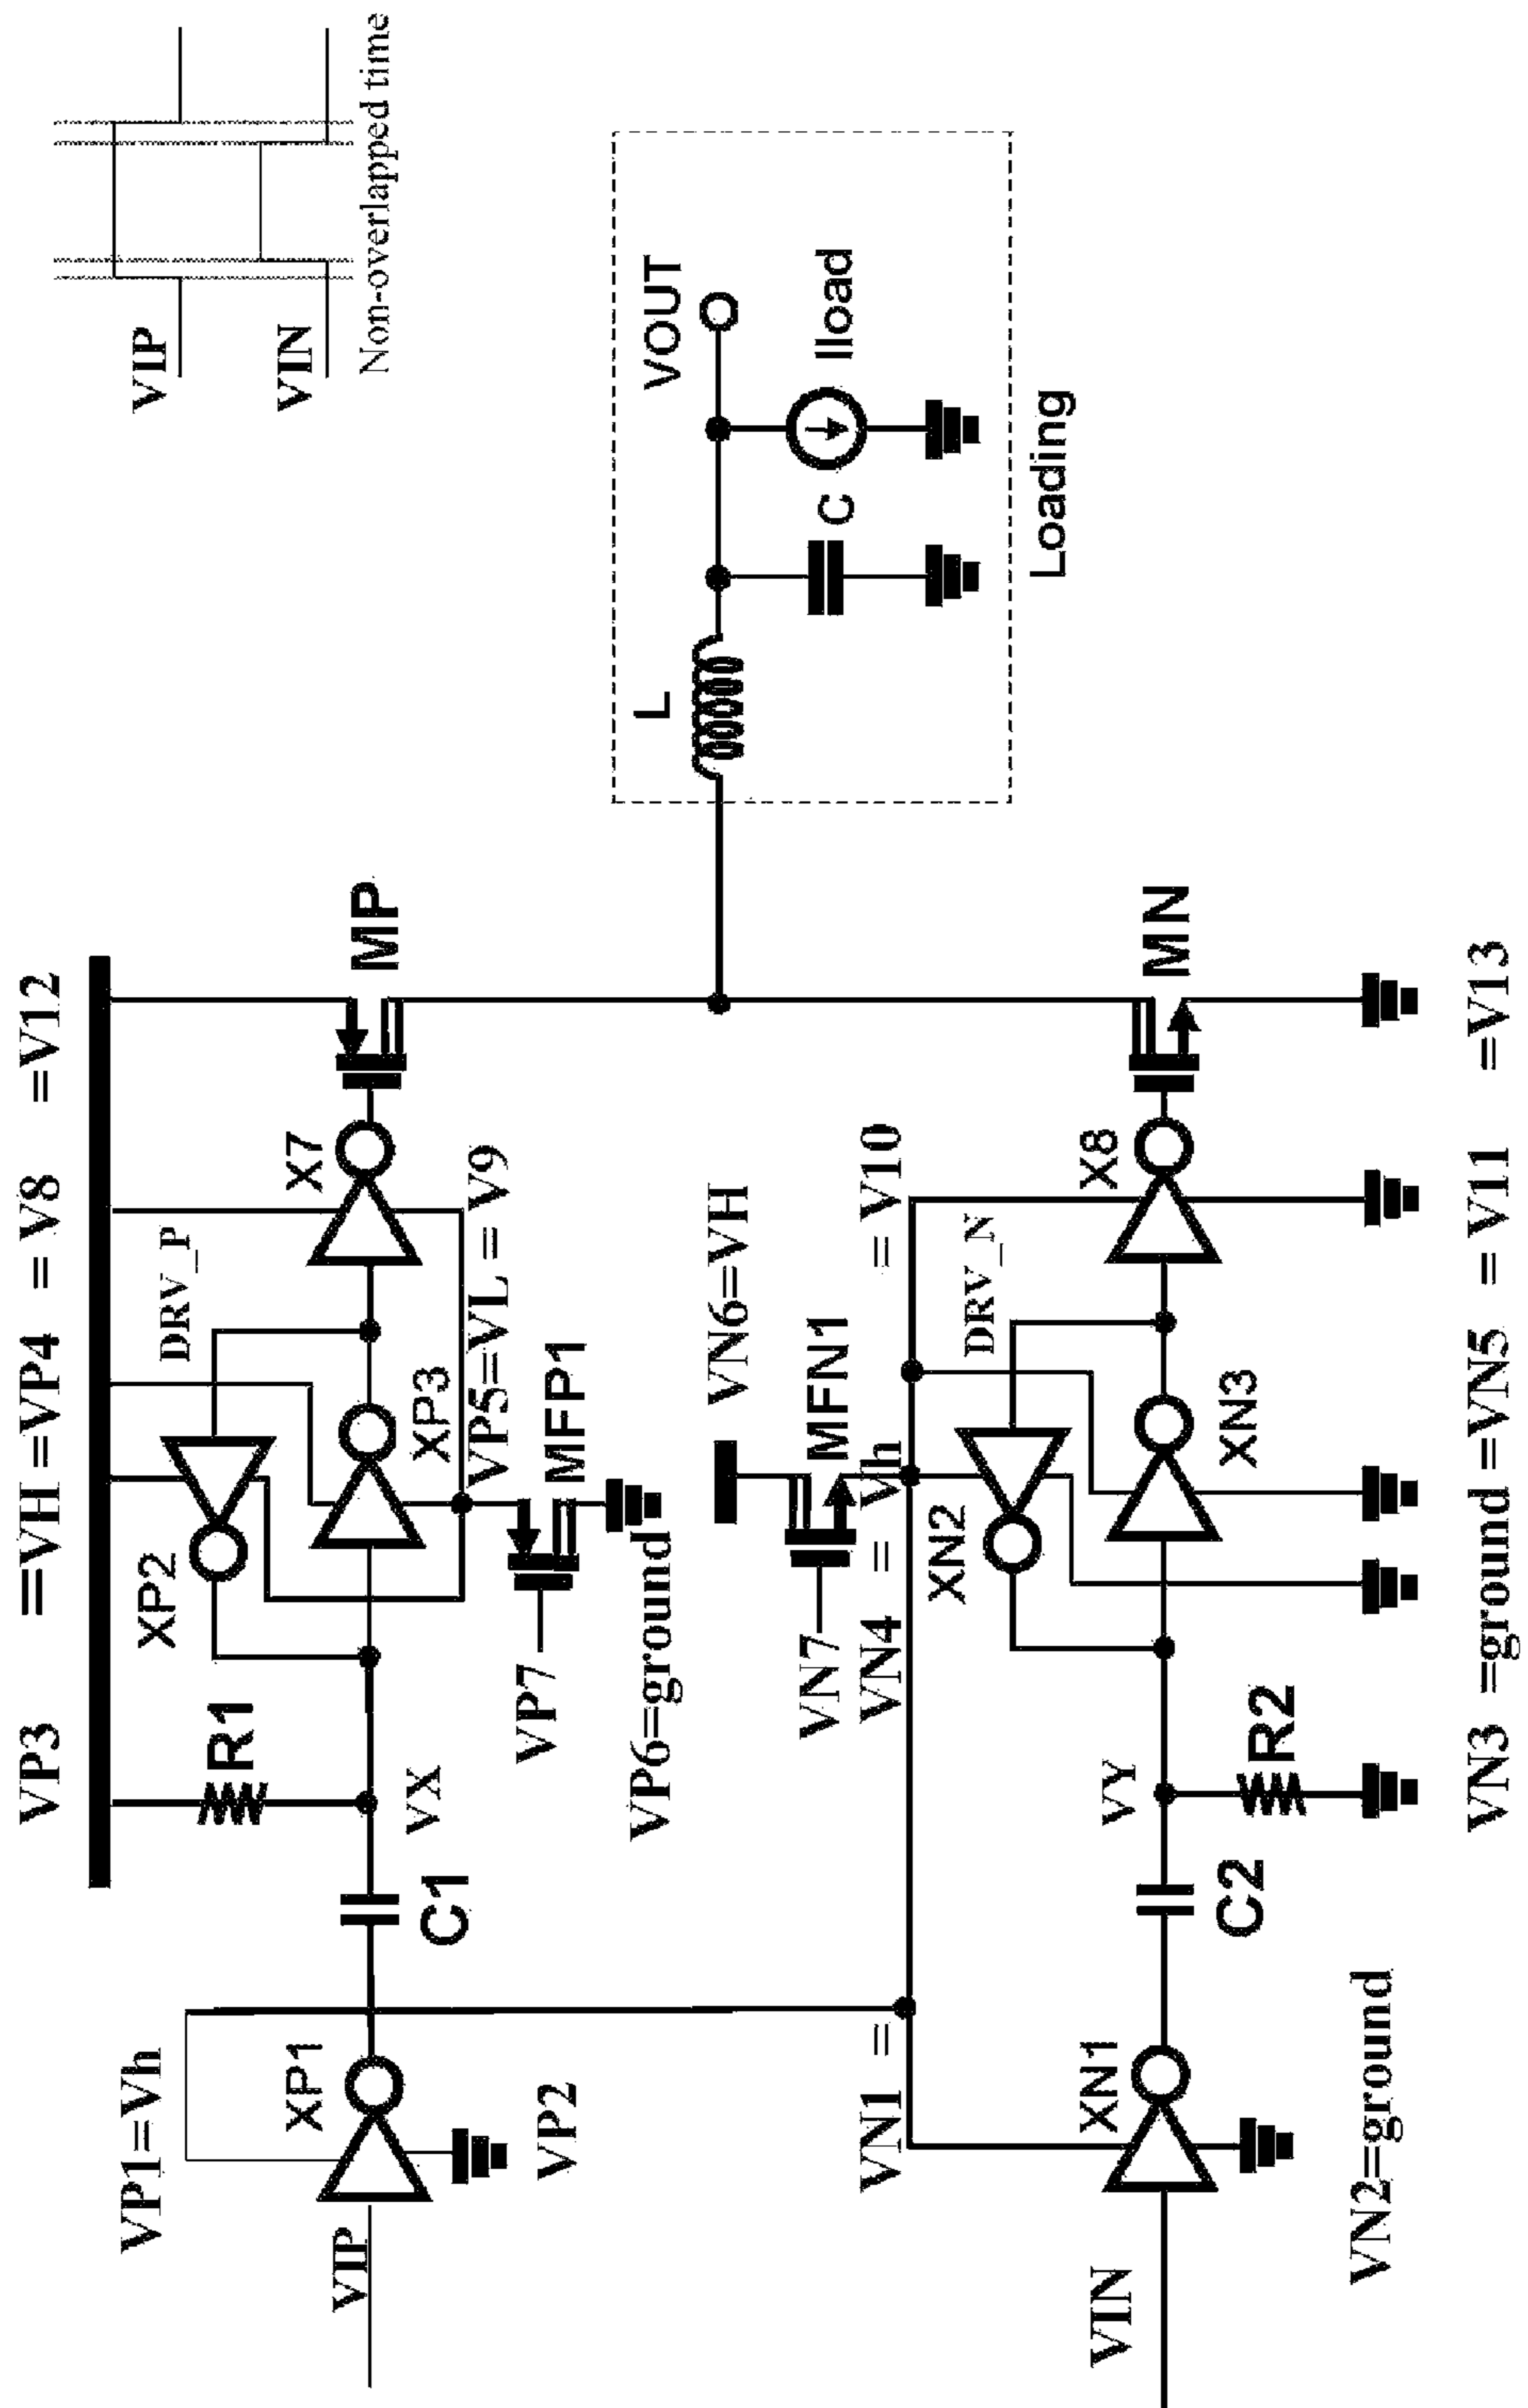 VIP
VIN
Non-overlapped time
VP3 =VH =VP4 = V8 =V12
VP1=Vh
XP1
VIP
VP2
C1
VX
R1
XP2
XP3
DRV_P
X7
MP
VP5=VL = V9
MFP1
VP7
VP6=ground
VN6=VH
MFN1
VN7
VN1 = VN4 = Vh = V10
L
VOUT
C
Iload
Loading
XN1
VIN
VN2=ground
C2
VY
R2
XN2
XN3
DRV_N
X8
MN
VN3 =ground =VN5 = V11 =V13